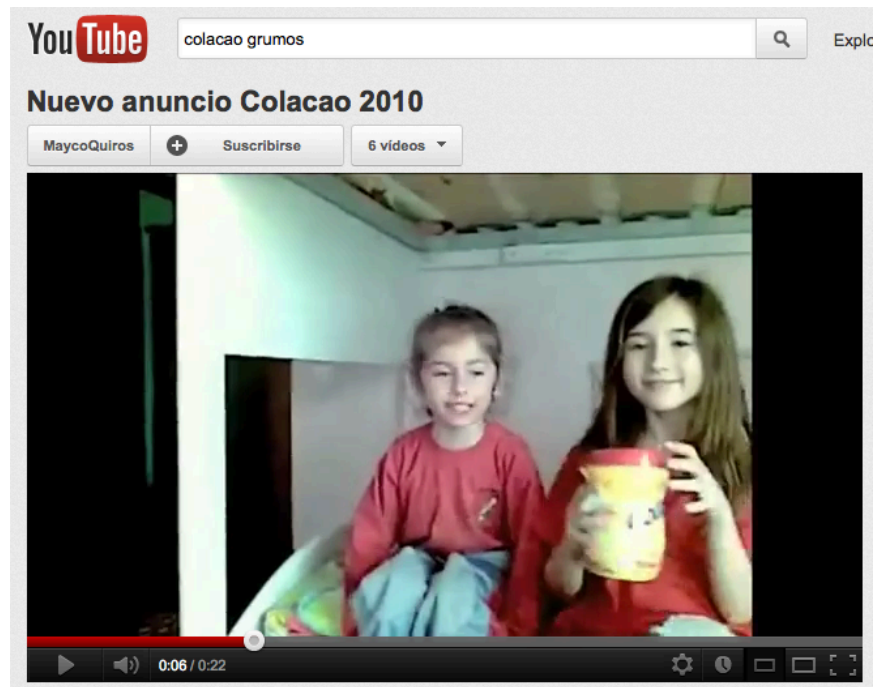 YouTube
colacao grumos
Explo
Nuevo anuncio Colacao 2010
MaycoQuiros
Suscribirse
6 vídeos
0:06 / 0:22